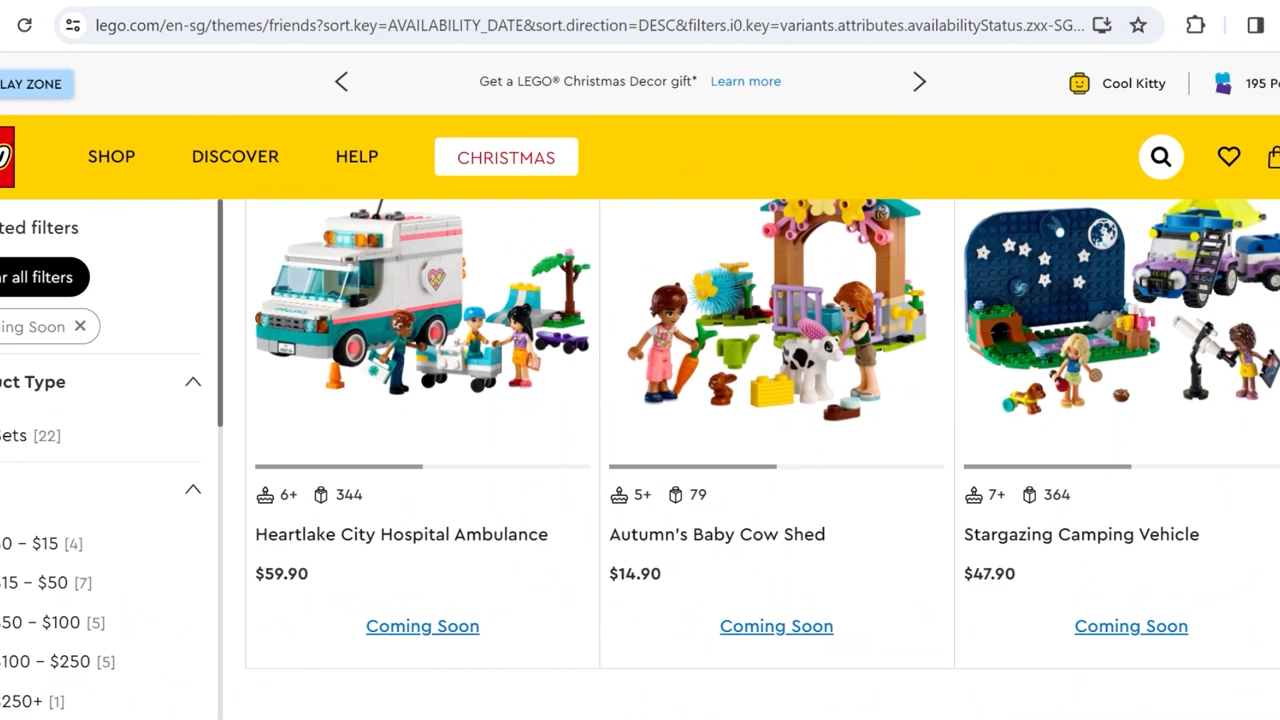 lego.com/en-sg/themes/friends?sort.key=AVAILABILITY_DATE&sort.direction=DESC&filters.i0.key=variants.attributes.availabilityStatus.zxx-SG...
LAY ZONE
Get a LEGO® Christmas Decor gift* Learn more
Cool Kitty
195 Po
SHOP DISCOVER HELP CHRISTMAS
ted filters
r all filters
ing Soon ✕
uct Type
Sets [22]
0 – $15 [4]
$15 – $50 [7]
$50 – $100 [5]
$100 – $250 [5]
$250+ [1]
6+ 344
Heartlake City Hospital Ambulance
$59.90
Coming Soon
5+ 79
Autumn's Baby Cow Shed
$14.90
Coming Soon
7+ 364
Stargazing Camping Vehicle
$47.90
Coming Soon